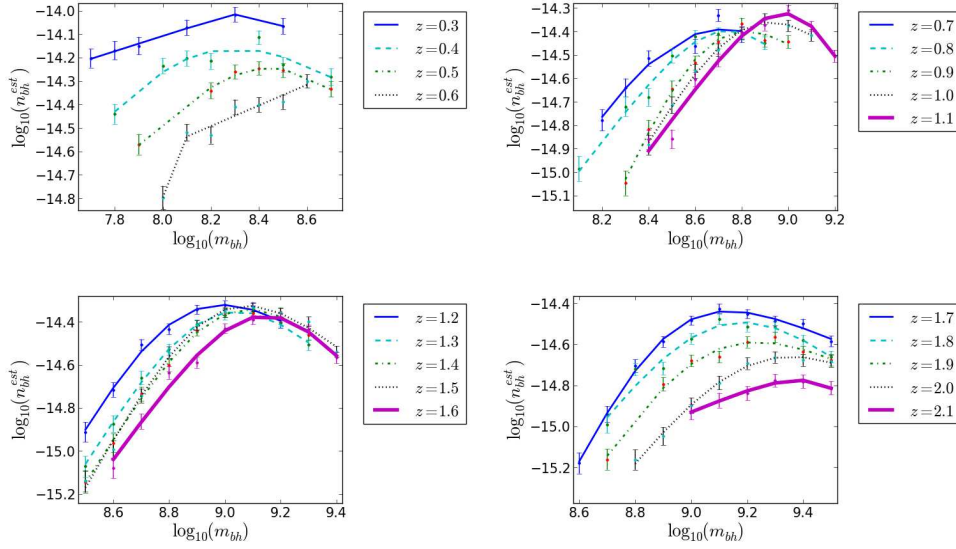 log₁₀(n_bh^est)
−14.0
−14.1
−14.2
−14.3
−14.4
−14.5
−14.6
−14.7
−14.8
7.8 8.0 8.2 8.4 8.6
log₁₀(m_bh)
z=0.3
z=0.4
z=0.5
z=0.6
log₁₀(n_bh^est)
−14.3
−14.4
−14.5
−14.6
−14.7
−14.8
−14.9
−15.0
−15.1
8.2 8.4 8.6 8.8 9.0 9.2
log₁₀(m_bh)
z=0.7
z=0.8
z=0.9
z=1.0
z=1.1
log₁₀(n_bh^est)
−14.4
−14.6
−14.8
−15.0
−15.2
8.6 8.8 9.0 9.2 9.4
log₁₀(m_bh)
z=1.2
z=1.3
z=1.4
z=1.5
z=1.6
log₁₀(n_bh^est)
−14.4
−14.6
−14.8
−15.0
−15.2
8.6 8.8 9.0 9.2 9.4 9.6
log₁₀(m_bh)
z=1.7
z=1.8
z=1.9
z=2.0
z=2.1